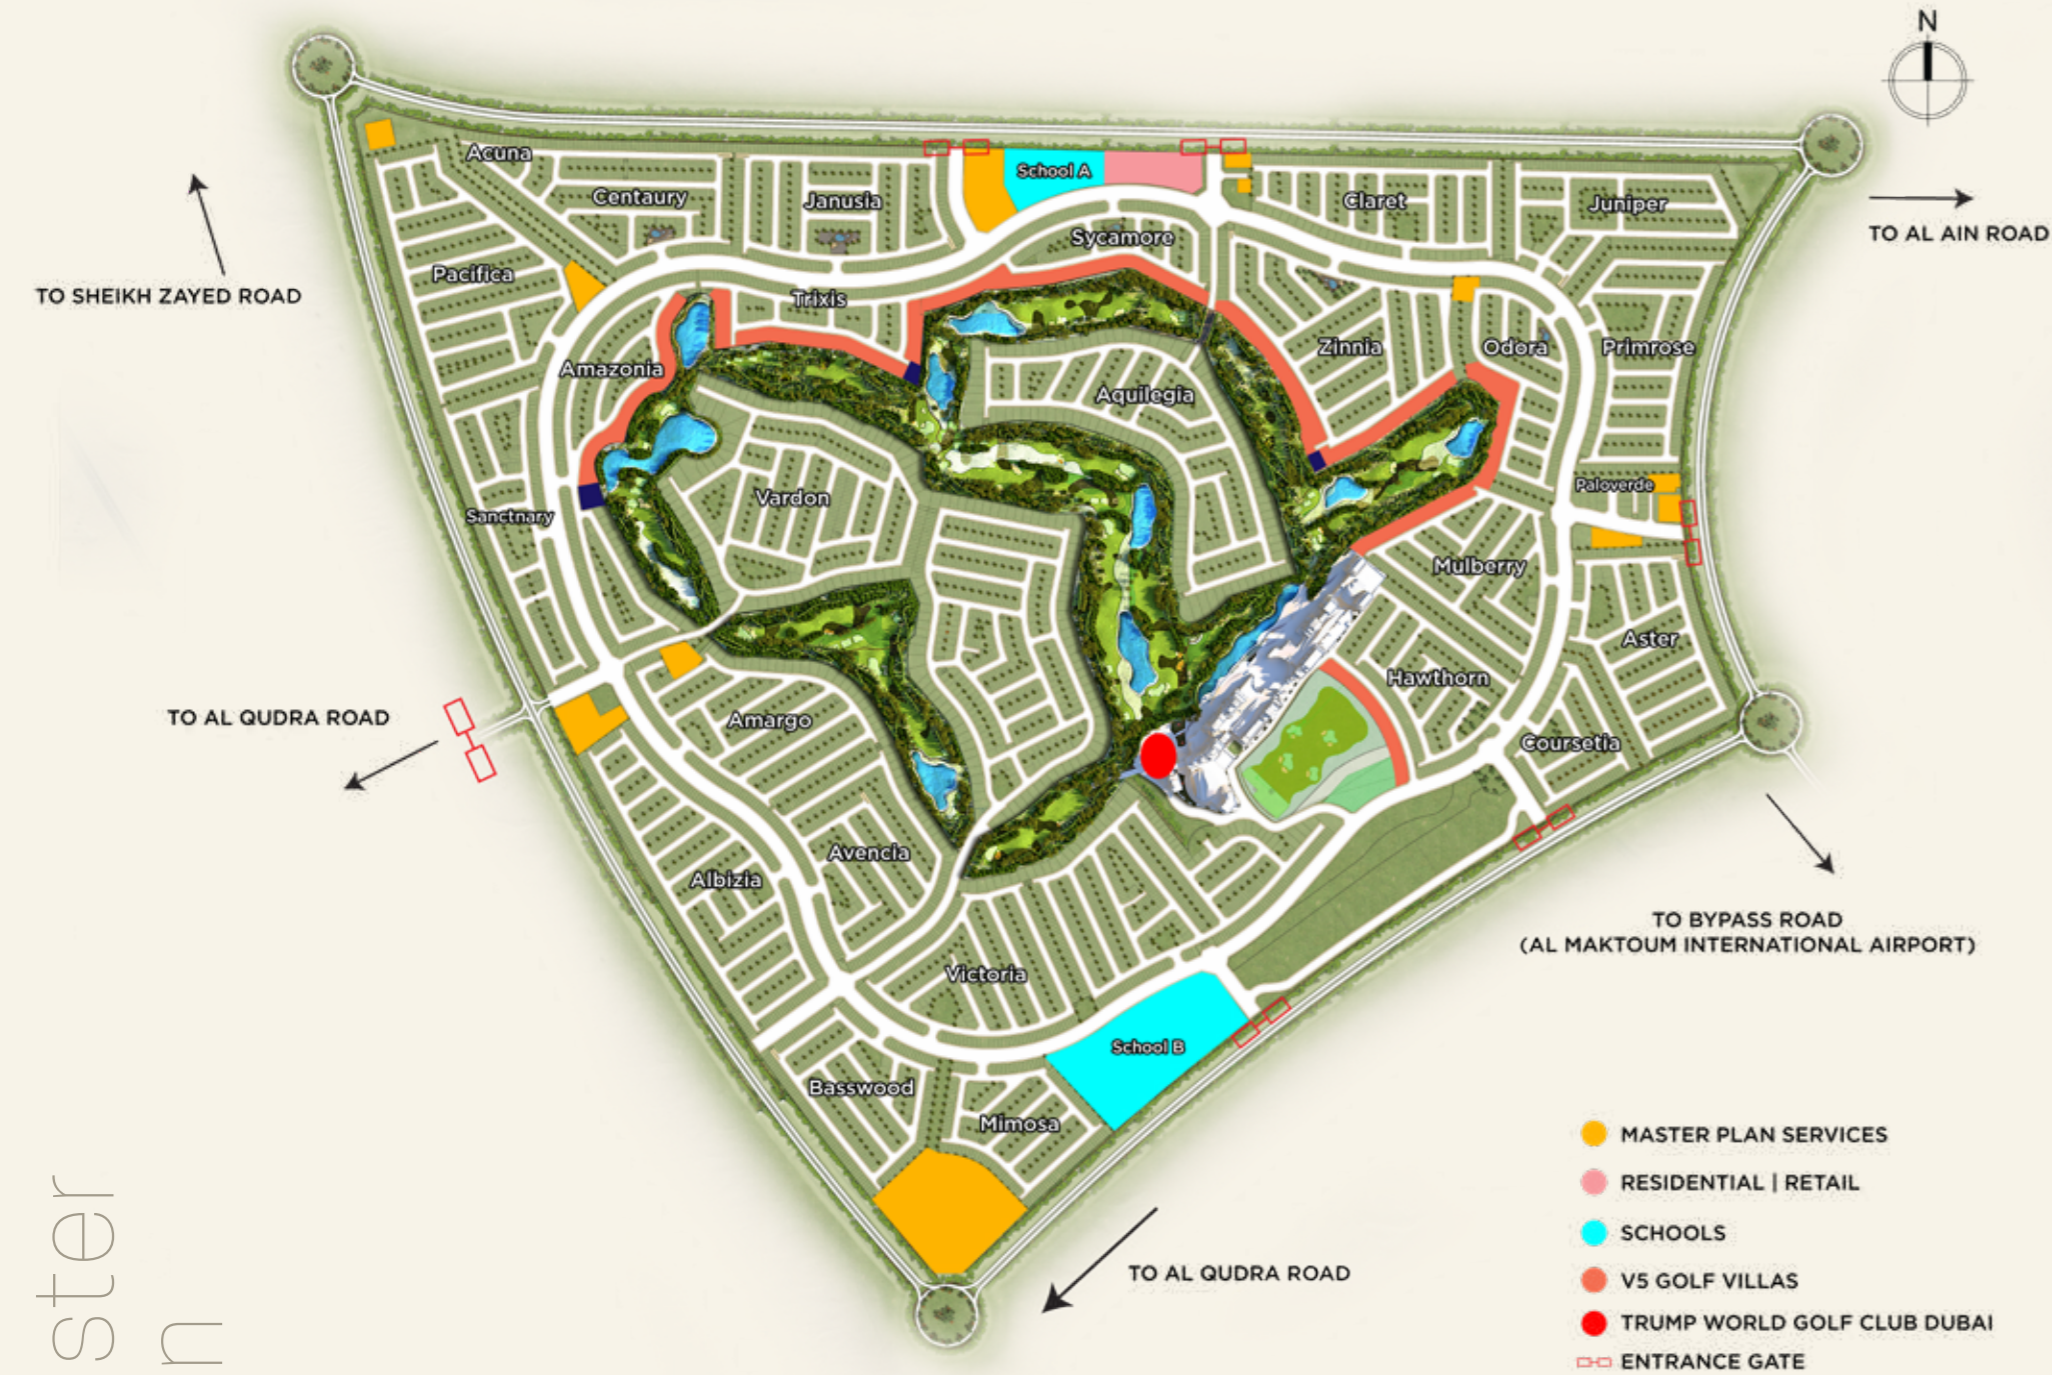 N
Acuna
School A
Centaury
Janusia
Claret
Juniper
TO AL AIN ROAD
Sycamore
Pacifica
TO SHEIKH ZAYED ROAD
Trixis
Zinnia
Odora
Primrose
Amazonia
Aquilegia
Paloverde
Vardon
Sanctnary
Mulberry
Aster
Hawthorn
TO AL QUDRA ROAD
Amargo
Coursetia
Avencia
Albizia
TO BYPASS ROAD
(AL MAKTOUM INTERNATIONAL AIRPORT)
Victoria
School B
Basswood
Mimosa
TO AL QUDRA ROAD
MASTER PLAN SERVICES
RESIDENTIAL | RETAIL
SCHOOLS
V5 GOLF VILLAS
TRUMP WORLD GOLF CLUB DUBAI
ENTRANCE GATE
ster
n